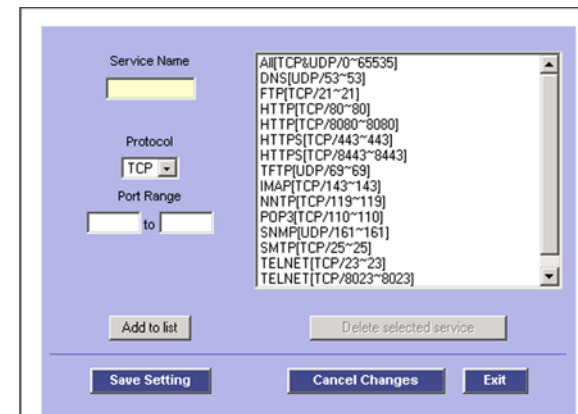 Service Name
Protocol
TCP
Port Range
to
Add to list
All[TCP&UDP/0~65535]
DNS[UDP/53~53]
FTP[TCP/21~21]
HTTP[TCP/80~80]
HTTP[TCP/8080~8080]
HTTPS[TCP/443~443]
HTTPS[TCP/8443~8443]
TFTP[UDP/69~69]
IMAP[TCP/143~143]
NNTP[TCP/119~119]
POP3[TCP/110~110]
SNMP[UDP/161~161]
SMTP[TCP/25~25]
TELNET[TCP/23~23]
TELNET[TCP/8023~8023]
Delete selected service
Save Setting
Cancel Changes
Exit